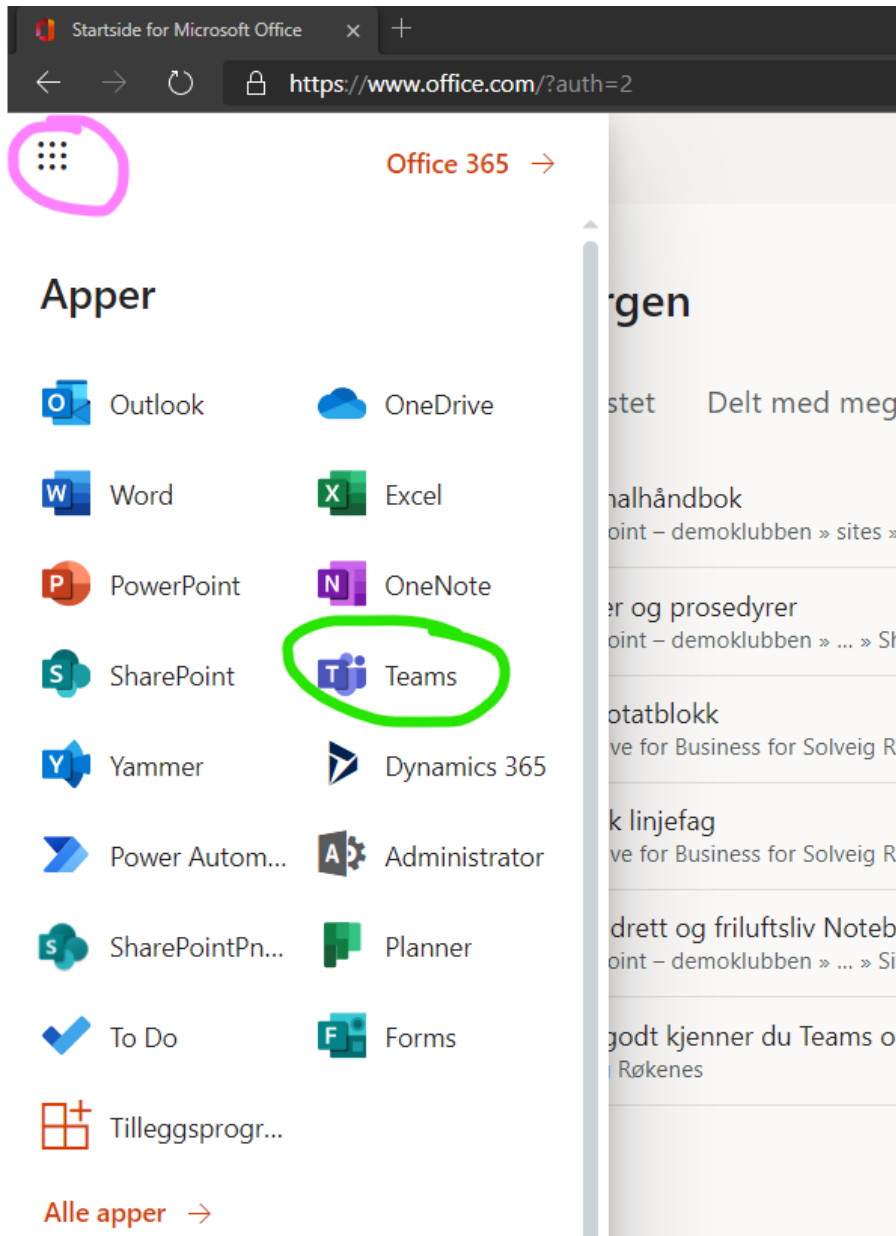 Startside for Microsoft Office
https://www.office.com/?auth=2
Office 365
Apper
Outlook
OneDrive
Word
Excel
PowerPoint
OneNote
SharePoint
Teams
Yammer
Dynamics 365
Power Autom...
Administrator
SharePointPn...
Planner
To Do
Forms
Tilleggsprogr...
Alle apper
rgen
stet Delt med meg
nalhåndbok
oint – demoklubben » sites »
er og prosedyrer
oint – demoklubben » ... » Sh
otatblokk
ve for Business for Solveig R
k linjefag
ve for Business for Solveig R
drett og friluftsliv Noteb
oint – demoklubben » ... » Si
godt kjenner du Teams o
Røkenes